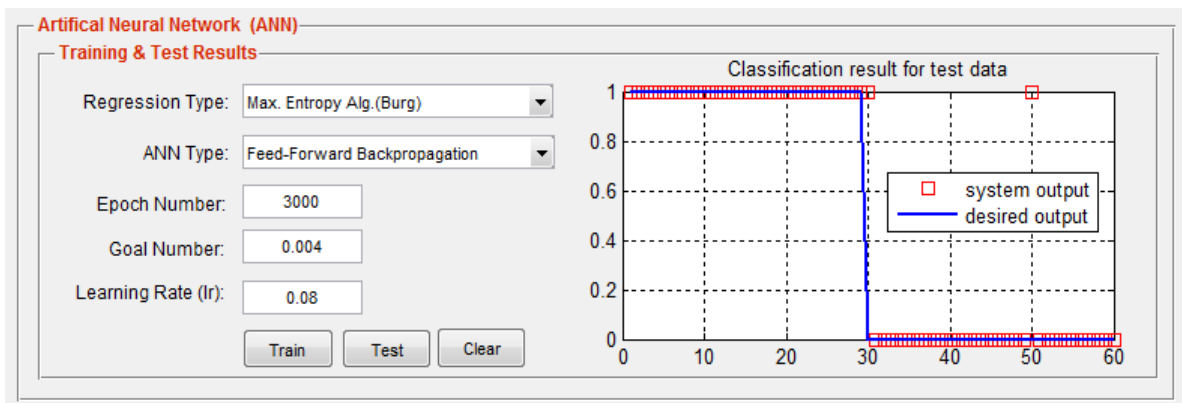 Artifical Neural Network (ANN)
Training & Test Results
Regression Type: Max. Entropy Alg.(Burg)
ANN Type: Feed-Forward Backpropagation
Epoch Number: 3000
Goal Number: 0.004
Learning Rate (lr): 0.08
Train Test Clear
Classification result for test data
1
0.8
0.6
0.4
0.2
0
0 10 20 30 40 50 60
system output
desired output